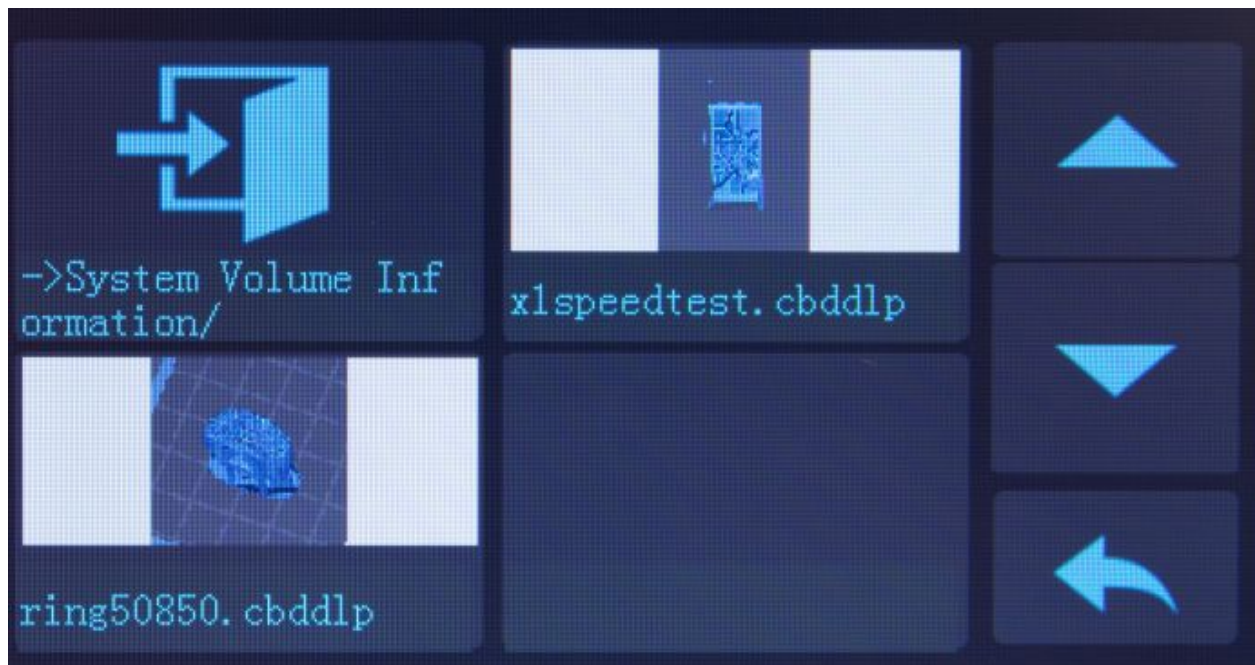 ->System Volume Inf
ormation/
xlspeedtest.cbddlp
ring50850.cbddlp